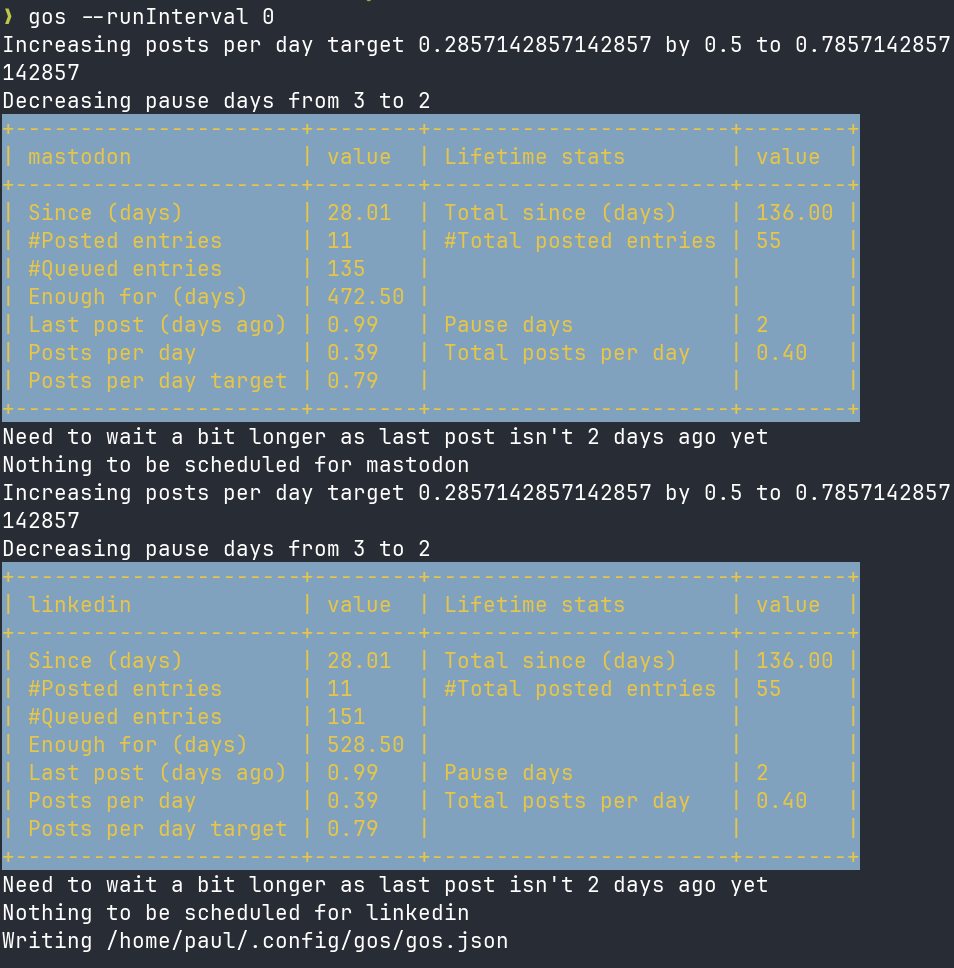 ❯ gos --runInterval 0
Increasing posts per day target 0.2857142857142857 by 0.5 to 0.7857142857
142857
Decreasing pause days from 3 to 2
+----------------------+--------+-----------------------+--------+
| mastodon             | value  | Lifetime stats        | value  |
+----------------------+--------+-----------------------+--------+
| Since (days)         | 28.01  | Total since (days)    | 136.00 |
| #Posted entries      | 11     | #Total posted entries | 55     |
| #Queued entries      | 135    |                       |        |
| Enough for (days)    | 472.50 |                       |        |
| Last post (days ago) | 0.99   | Pause days            | 2      |
| Posts per day        | 0.39   | Total posts per day   | 0.40   |
| Posts per day target | 0.79   |                       |        |
+----------------------+--------+-----------------------+--------+
Need to wait a bit longer as last post isn't 2 days ago yet
Nothing to be scheduled for mastodon
Increasing posts per day target 0.2857142857142857 by 0.5 to 0.7857142857
142857
Decreasing pause days from 3 to 2
+----------------------+--------+-----------------------+--------+
| linkedin             | value  | Lifetime stats        | value  |
+----------------------+--------+-----------------------+--------+
| Since (days)         | 28.01  | Total since (days)    | 136.00 |
| #Posted entries      | 11     | #Total posted entries | 55     |
| #Queued entries      | 151    |                       |        |
| Enough for (days)    | 528.50 |                       |        |
| Last post (days ago) | 0.99   | Pause days            | 2      |
| Posts per day        | 0.39   | Total posts per day   | 0.40   |
| Posts per day target | 0.79   |                       |        |
+----------------------+--------+-----------------------+--------+
Need to wait a bit longer as last post isn't 2 days ago yet
Nothing to be scheduled for linkedin
Writing /home/paul/.config/gos/gos.json